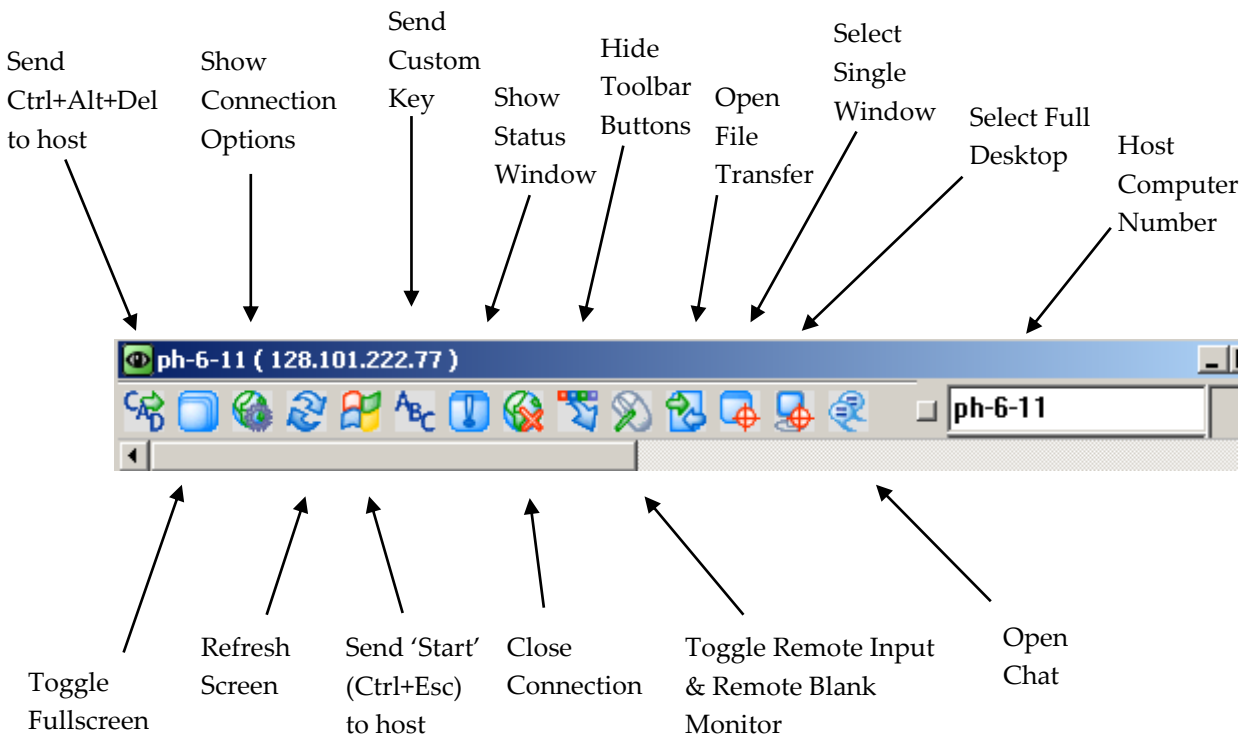 Send
Ctrl+Alt+Del
to host
Show
Connection
Options
Send
Custom
Key
Show
Status
Window
Hide
Toolbar
Buttons
Open
File
Transfer
Select
Single
Window
Select Full
Desktop
Host
Computer
Number
ph-6-11 ( 128.101.222.77 )
CAD
ABC
ph-6-11
Toggle
Fullscreen
Refresh
Screen
Send ‘Start’
(Ctrl+Esc)
to host
Close
Connection
Toggle Remote Input
& Remote Blank
Monitor
Open
Chat